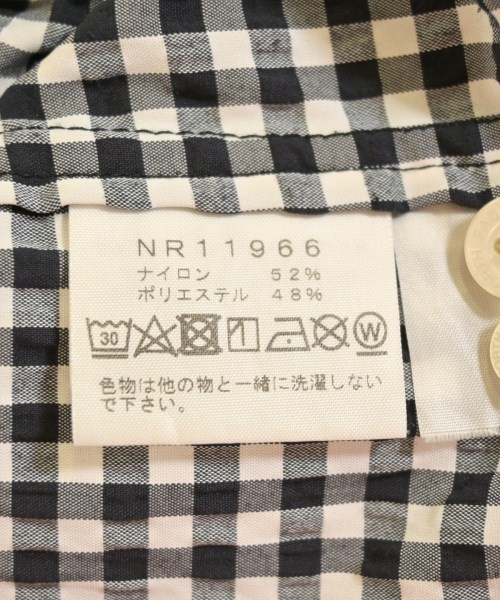 NR11966
ナイロン 52%
ポリエステル 48%
30 W
色物は他の物と一緒に洗濯しない
で下さい。